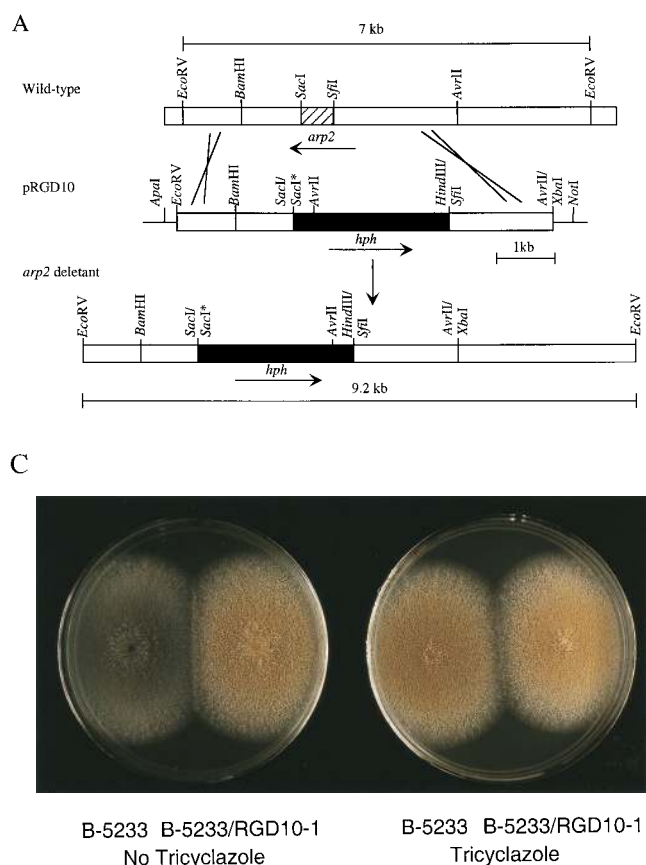 A
7 kb
EcoRV
BamHI
SacI
SfiI
AvrII
EcoRV
Wild-type
arp2
pRGD10
ApaI
EcoRV
BamHI
SacI/
SacI*
AvrII
HindIII/
SfiI
AvrII/
XbaI
NotI
hph
1kb
arp2 deletant
EcoRV
BamHI
SacI/
SacI*
AvrII
HindIII/
SfiI
AvrII/
XbaI
EcoRV
hph
9.2 kb
C
B-5233 B-5233/RGD10-1
No Tricyclazole
B-5233 B-5233/RGD10-1
Tricyclazole